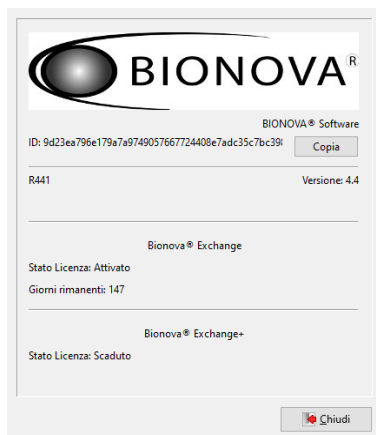 BIONOVA®
BIONOVA® Software
ID: 9d23ea796e179a7a9749057667724408e7adc35c7bc39 Copia
R441 Versione: 4.4
Bionova® Exchange
Stato Licenza: Attivato
Giorni rimanenti: 147
Bionova® Exchange+
Stato Licenza: Scaduto
Chiudi